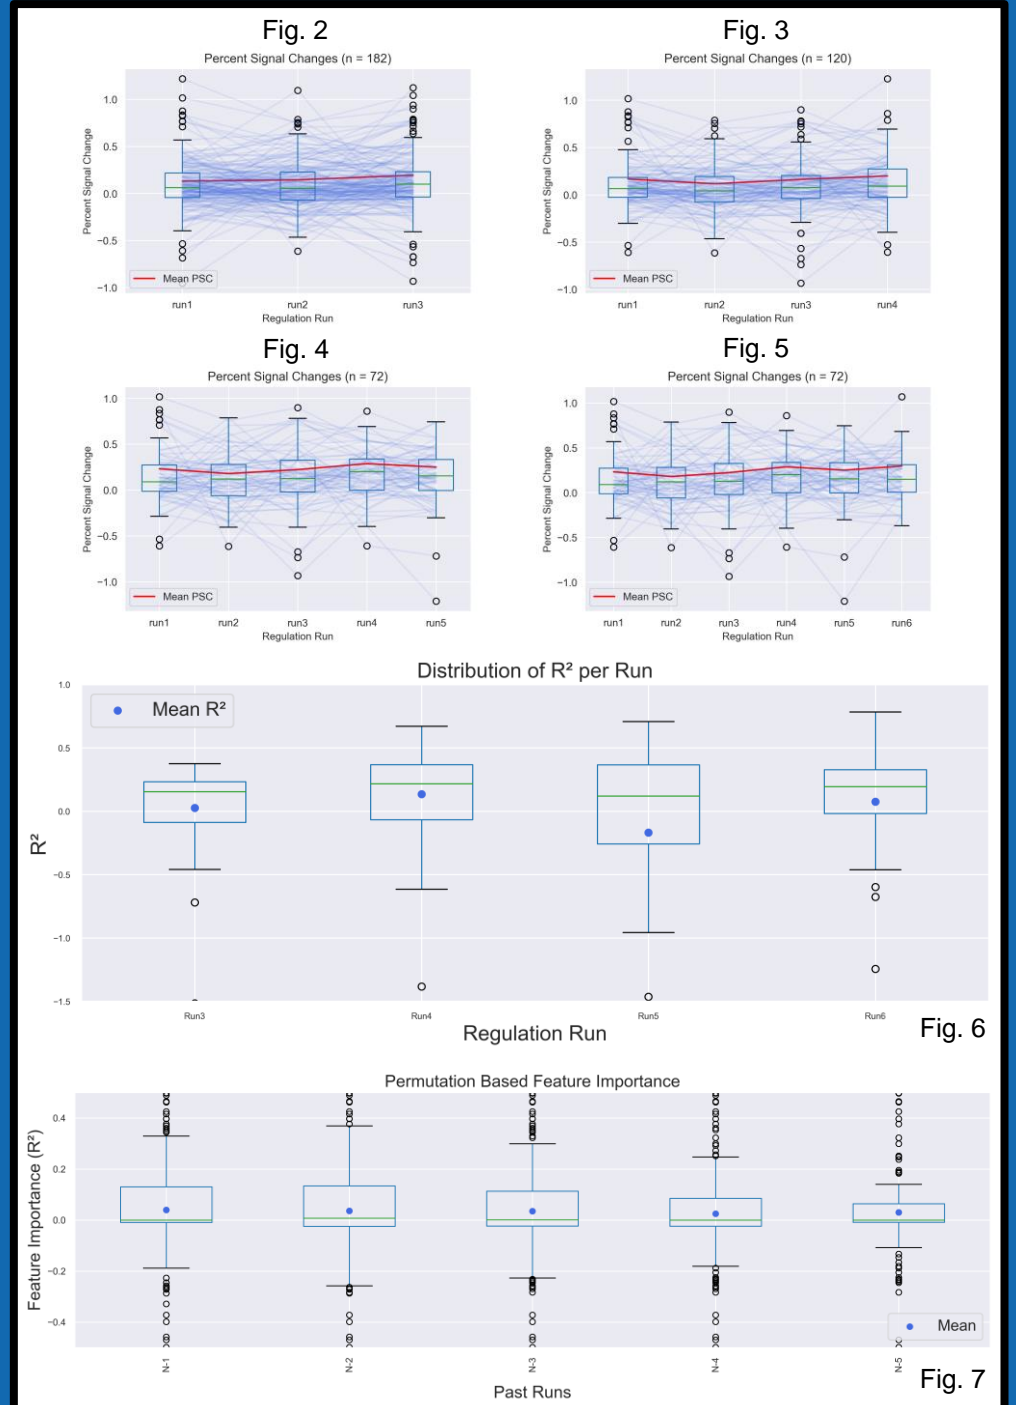 Fig. 2
Fig. 3
Percent Signal Changes (n = 182)
Percent Signal Changes (n = 120)
Percent Signal Change
1.0
0.5
0.0
−0.5
−1.0
Mean PSC
run1
run2
run3
Regulation Run
Percent Signal Change
1.0
0.5
0.0
−0.5
−1.0
Mean PSC
run1
run2
run3
run4
Regulation Run
Fig. 4
Fig. 5
Percent Signal Changes (n = 72)
Percent Signal Changes (n = 72)
Percent Signal Change
1.0
0.5
0.0
−0.5
−1.0
Mean PSC
run1
run2
run3
run4
run5
Regulation Run
Percent Signal Change
1.0
0.5
0.0
−0.5
−1.0
Mean PSC
run1
run2
run3
run4
run5
run6
Regulation Run
Distribution of R² per Run
Mean R²
R²
1.0
0.5
0.0
−0.5
−1.0
−1.5
Run3
Run4
Run5
Run6
Regulation Run
Fig. 6
Permutation Based Feature Importance
Feature Importance (R²)
0.4
0.2
0.0
−0.2
−0.4
Mean
N-1
N-2
N-3
N-4
N-5
Past Runs
Fig. 7